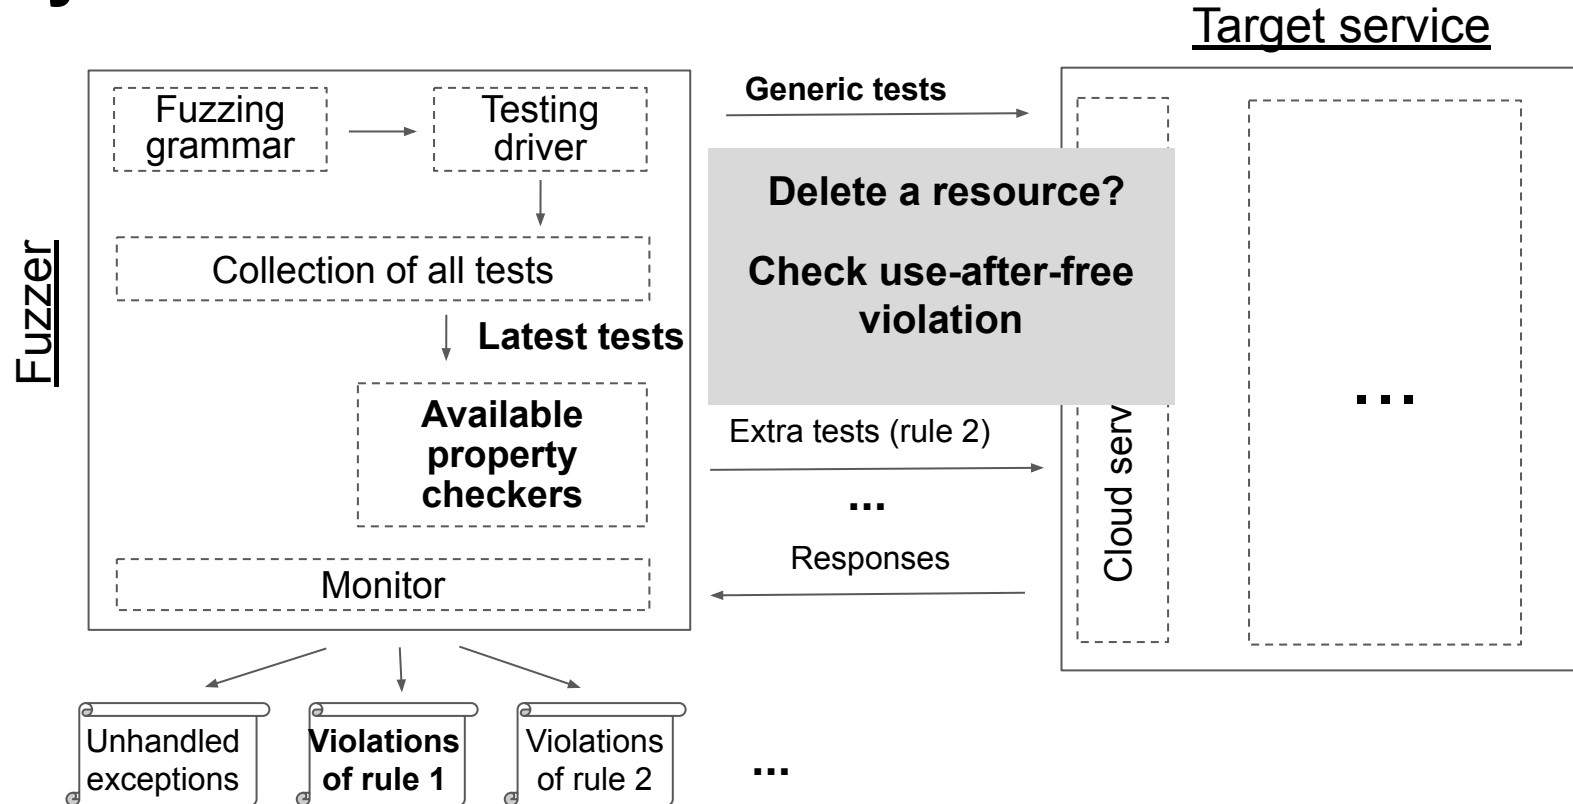 Target service
Fuzzer
Fuzzing
grammar
Testing
driver
Collection of all tests
Latest tests
Available
property
checkers
Monitor
Generic tests
Delete a resource?
Check use-after-free
violation
Extra tests (rule 2)
...
Responses
Cloud serv
...
Unhandled
exceptions
Violations
of rule 1
Violations
of rule 2
...